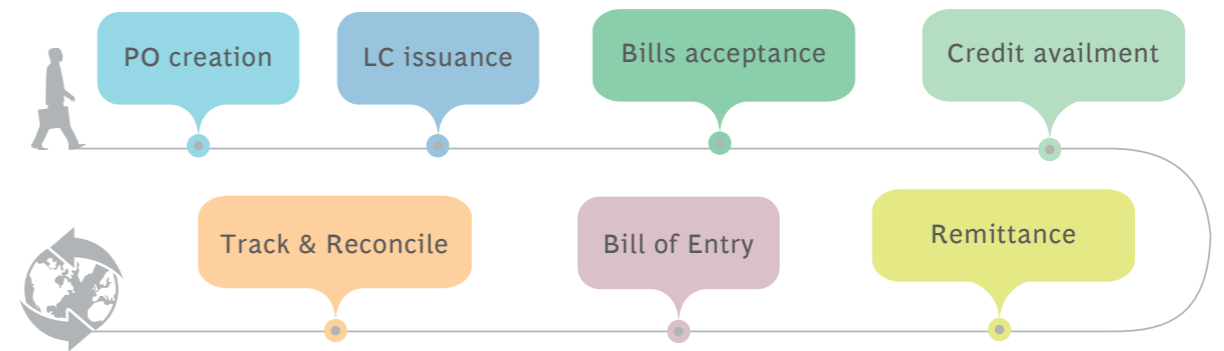 PO creation
LC issuance
Bills acceptance
Credit availment
Track & Reconcile
Bill of Entry
Remittance